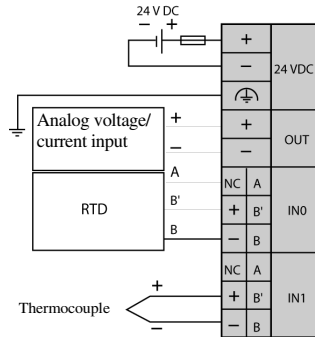 24 V DC
− +
+
−
24 VDC
Analog voltage/
current input
+
−
+
−
OUT
RTD
A
B'
B
NC A
+ B'
− B
IN0
Thermocouple
+
−
NC A
+ B'
− B
IN1